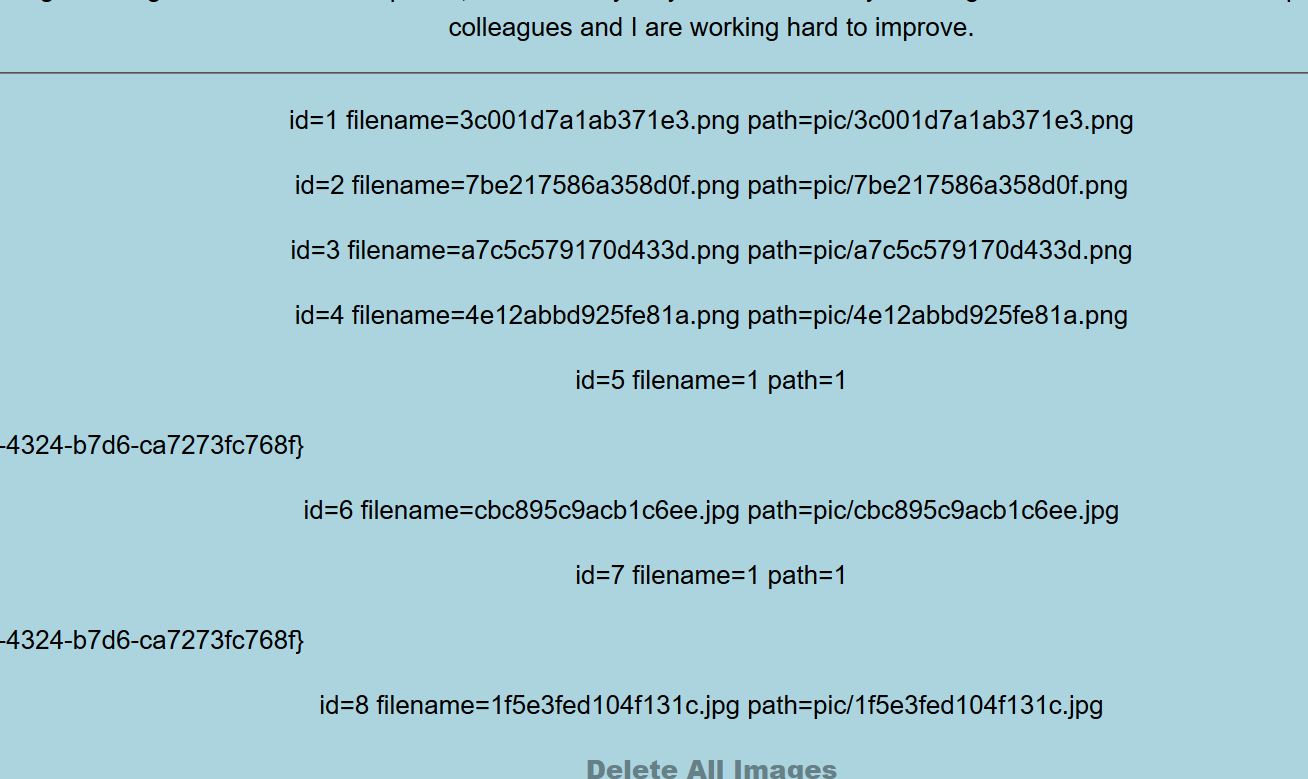 colleagues and I are working hard to improve.
id=1 filename=3c001d7a1ab371e3.png path=pic/3c001d7a1ab371e3.png
id=2 filename=7be217586a358d0f.png path=pic/7be217586a358d0f.png
id=3 filename=a7c5c579170d433d.png path=pic/a7c5c579170d433d.png
id=4 filename=4e12abbd925fe81a.png path=pic/4e12abbd925fe81a.png
id=5 filename=1 path=1
-4324-b7d6-ca7273fc768f}
id=6 filename=cbc895c9acb1c6ee.jpg path=pic/cbc895c9acb1c6ee.jpg
id=7 filename=1 path=1
-4324-b7d6-ca7273fc768f}
id=8 filename=1f5e3fed104f131c.jpg path=pic/1f5e3fed104f131c.jpg
Delete All Images